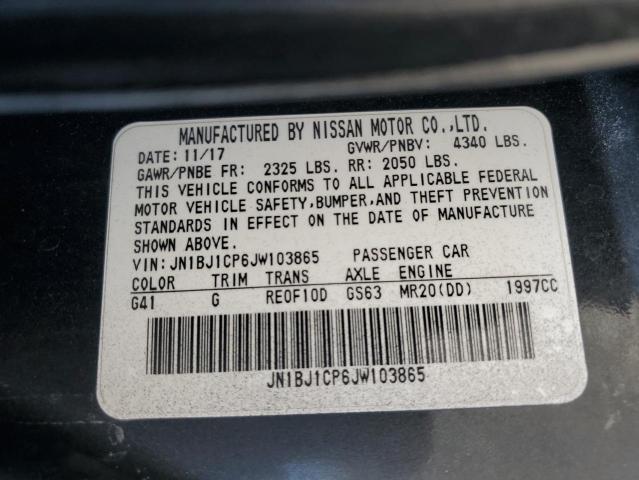 MANUFACTURED BY NISSAN MOTOR CO.,LTD.
DATE: 11/17 GVWR/PNBV: 4340 LBS.
GAWR/PNBE FR: 2325 LBS. RR: 2050 LBS.
THIS VEHICLE CONFORMS TO ALL APPLICABLE FEDERAL
MOTOR VEHICLE SAFETY,BUMPER,AND THEFT PREVENTION
STANDARDS IN EFFECT ON THE DATE OF MANUFACTURE
SHOWN ABOVE.
VIN:JN1BJ1CP6JW103865 PASSENGER CAR
COLOR TRIM TRANS AXLE ENGINE
G41 G RE0F10D GS63 MR20(DD) 1997CC
JN1BJ1CP6JW103865